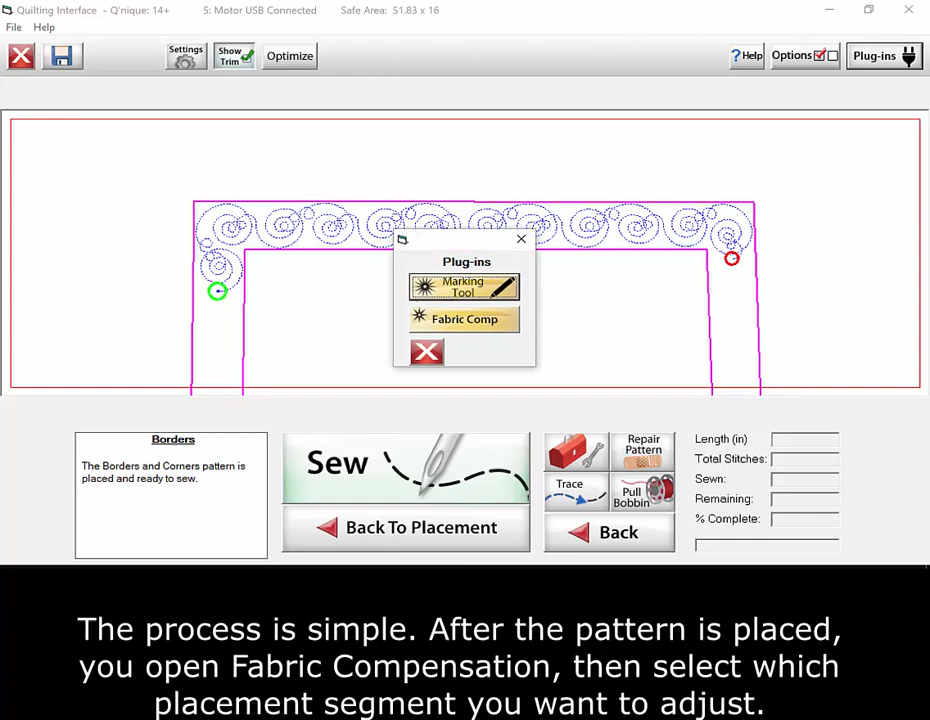 Quilting Interface - Q'nique: 14+ 5: Motor USB Connected Safe Area: 51.83 x 16
File Help
Settings
Show Trim
Optimize
?Help
Options
Plug-ins
Plug-ins
Marking
Tool
Fabric Comp
Borders
The Borders and Corners pattern is
placed and ready to sew.
Sew
Back To Placement
Repair
Pattern
Trace
Pull
Bobbin
Back
Length (in)
Total Stitches:
Sewn:
Remaining:
% Complete:
The process is simple. After the pattern is placed,
you open Fabric Compensation, then select which
placement segment you want to adjust.